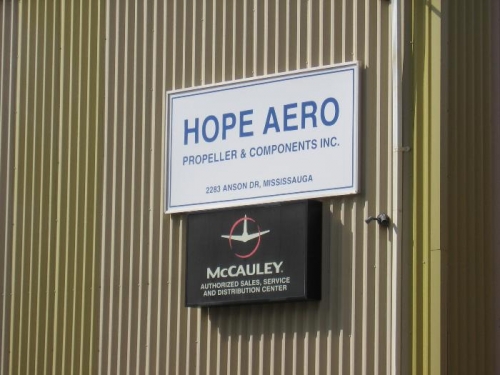 HOPE AERO
PROPELLER & COMPONENTS INC.
2283 ANSON DR, MISSISSAUGA
McCAULEY.
AUTHORIZED SALES, SERVICE
AND DISTRIBUTION CENTER